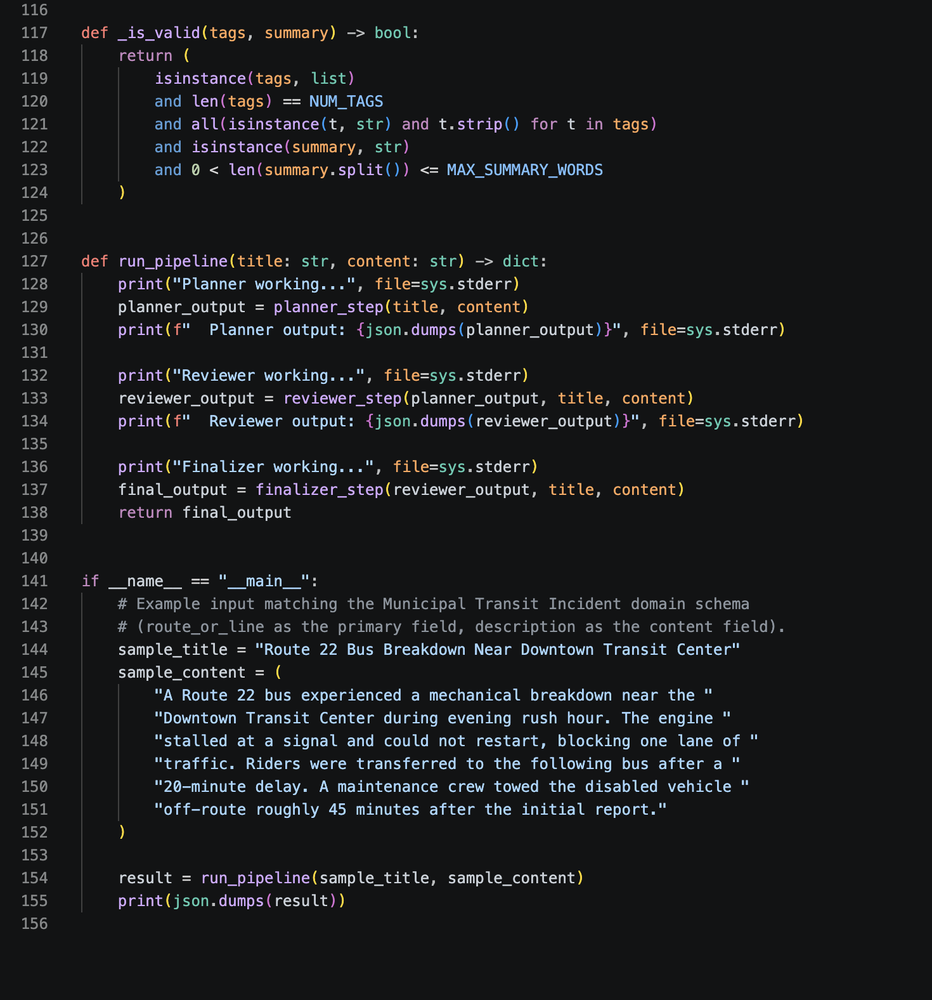 116
117 def _is_valid(tags, summary) -> bool:
118     return (
119         isinstance(tags, list)
120         and len(tags) == NUM_TAGS
121         and all(isinstance(t, str) and t.strip() for t in tags)
122         and isinstance(summary, str)
123         and 0 < len(summary.split()) <= MAX_SUMMARY_WORDS
124     )
125
126
127 def run_pipeline(title: str, content: str) -> dict:
128     print("Planner working...", file=sys.stderr)
129     planner_output = planner_step(title, content)
130     print(f"  Planner output: {json.dumps(planner_output)}", file=sys.stderr)
131
132     print("Reviewer working...", file=sys.stderr)
133     reviewer_output = reviewer_step(planner_output, title, content)
134     print(f"  Reviewer output: {json.dumps(reviewer_output)}", file=sys.stderr)
135
136     print("Finalizer working...", file=sys.stderr)
137     final_output = finalizer_step(reviewer_output, title, content)
138     return final_output
139
140
141 if __name__ == "__main__":
142     # Example input matching the Municipal Transit Incident domain schema
143     # (route_or_line as the primary field, description as the content field).
144     sample_title = "Route 22 Bus Breakdown Near Downtown Transit Center"
145     sample_content = (
146         "A Route 22 bus experienced a mechanical breakdown near the "
147         "Downtown Transit Center during evening rush hour. The engine "
148         "stalled at a signal and could not restart, blocking one lane of "
149         "traffic. Riders were transferred to the following bus after a "
150         "20-minute delay. A maintenance crew towed the disabled vehicle "
151         "off-route roughly 45 minutes after the initial report."
152     )
153
154     result = run_pipeline(sample_title, sample_content)
155     print(json.dumps(result))
156